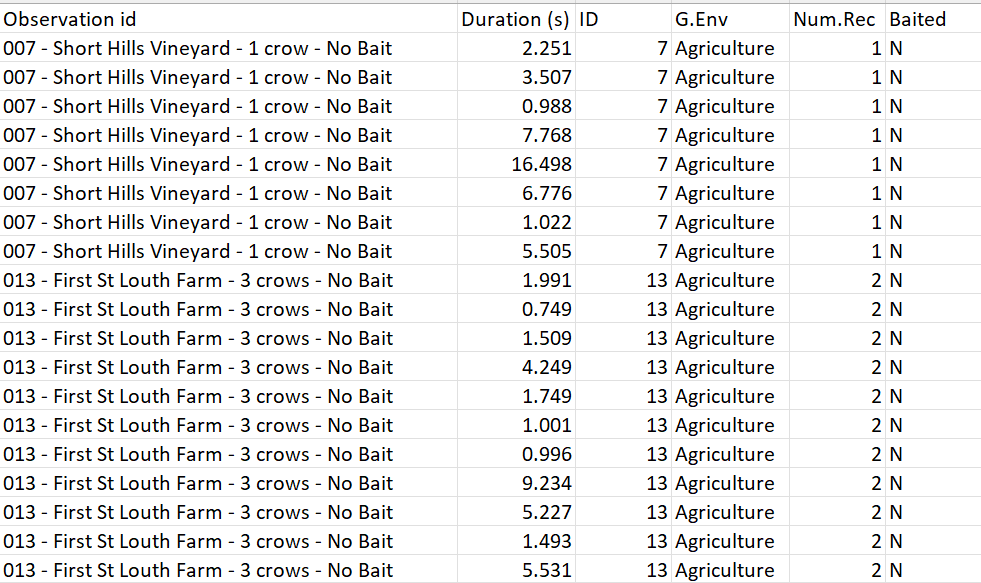 Observation id Duration (s) ID G.Env Num.Rec Baited
007 - Short Hills Vineyard - 1 crow - No Bait 2.251 7 Agriculture 1 N
007 - Short Hills Vineyard - 1 crow - No Bait 3.507 7 Agriculture 1 N
007 - Short Hills Vineyard - 1 crow - No Bait 0.988 7 Agriculture 1 N
007 - Short Hills Vineyard - 1 crow - No Bait 7.768 7 Agriculture 1 N
007 - Short Hills Vineyard - 1 crow - No Bait 16.498 7 Agriculture 1 N
007 - Short Hills Vineyard - 1 crow - No Bait 6.776 7 Agriculture 1 N
007 - Short Hills Vineyard - 1 crow - No Bait 1.022 7 Agriculture 1 N
007 - Short Hills Vineyard - 1 crow - No Bait 5.505 7 Agriculture 1 N
013 - First St Louth Farm - 3 crows - No Bait 1.991 13 Agriculture 2 N
013 - First St Louth Farm - 3 crows - No Bait 0.749 13 Agriculture 2 N
013 - First St Louth Farm - 3 crows - No Bait 1.509 13 Agriculture 2 N
013 - First St Louth Farm - 3 crows - No Bait 4.249 13 Agriculture 2 N
013 - First St Louth Farm - 3 crows - No Bait 1.749 13 Agriculture 2 N
013 - First St Louth Farm - 3 crows - No Bait 1.001 13 Agriculture 2 N
013 - First St Louth Farm - 3 crows - No Bait 0.996 13 Agriculture 2 N
013 - First St Louth Farm - 3 crows - No Bait 9.234 13 Agriculture 2 N
013 - First St Louth Farm - 3 crows - No Bait 5.227 13 Agriculture 2 N
013 - First St Louth Farm - 3 crows - No Bait 1.493 13 Agriculture 2 N
013 - First St Louth Farm - 3 crows - No Bait 5.531 13 Agriculture 2 N